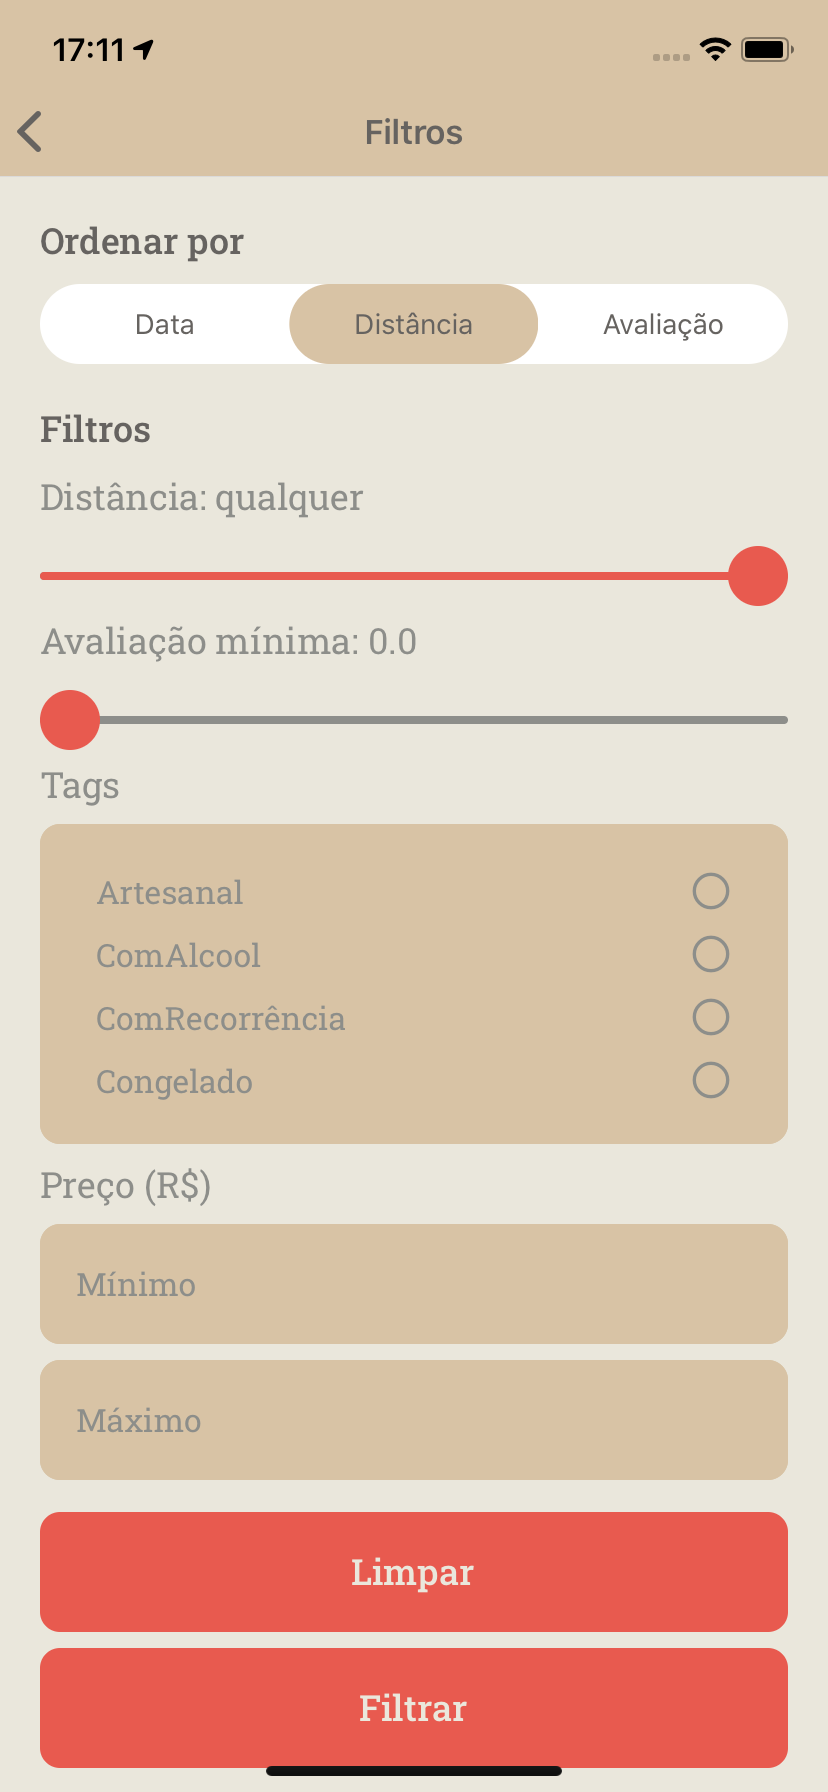 17:11
Filtros
Ordenar por
Data Distância Avaliação
Filtros
Distância: qualquer
Avaliação mínima: 0.0
Tags
Artesanal
ComAlcool
ComRecorrência
Congelado
Preço (R$)
Mínimo
Máximo
Limpar
Filtrar